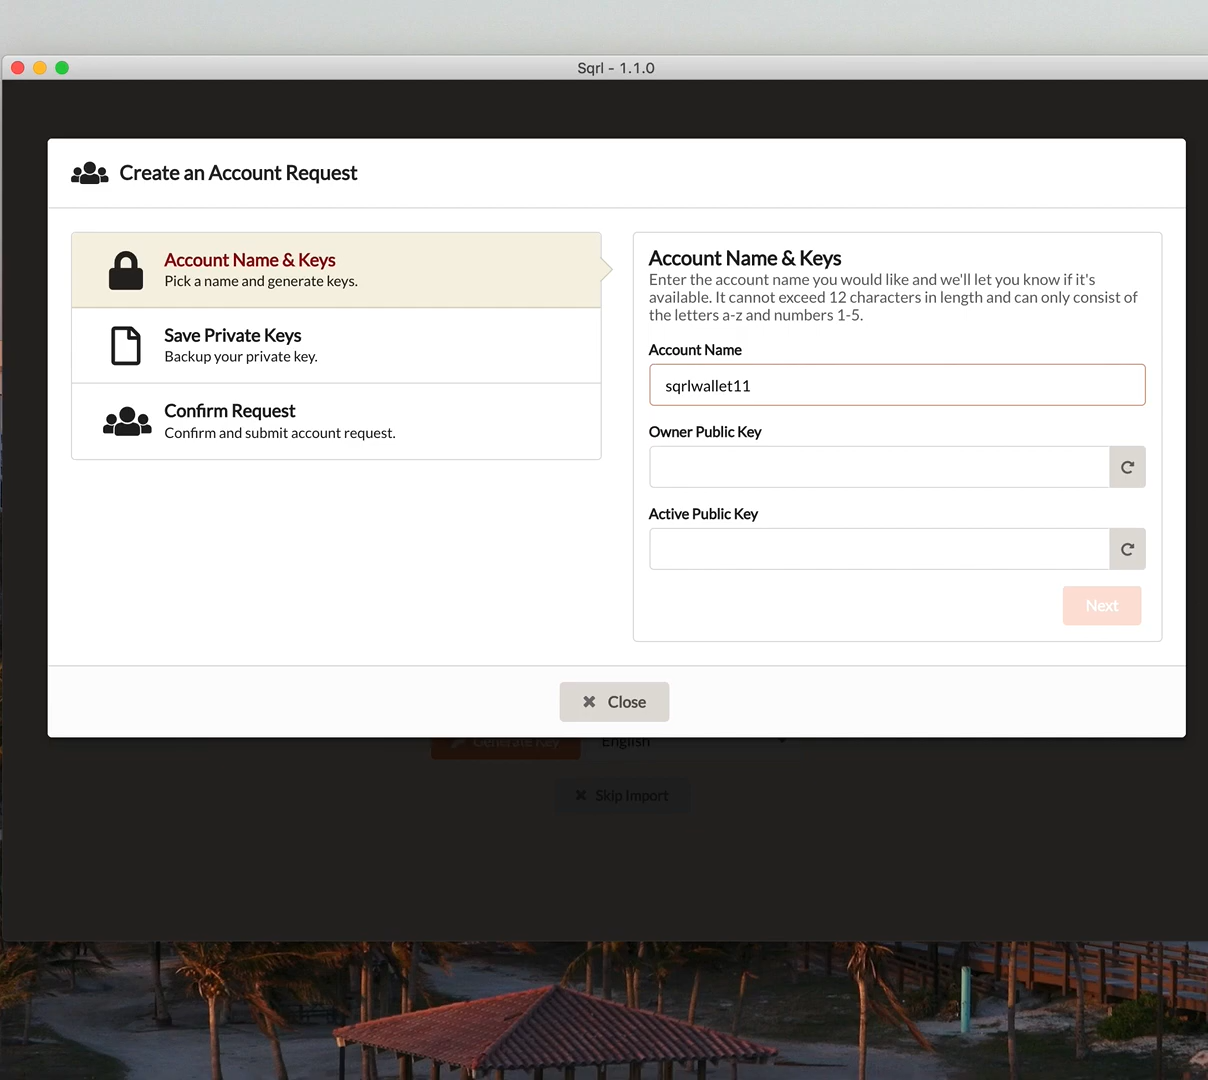 Sqrl - 1.1.0
Create an Account Request
Account Name & Keys
Pick a name and generate keys.
Save Private Keys
Backup your private key.
Confirm Request
Confirm and submit account request.
Account Name & Keys
Enter the account name you would like and we'll let you know if it's
available. It cannot exceed 12 characters in length and can only consist of
the letters a-z and numbers 1-5.
Account Name
sqrlwallet11
Owner Public Key
Active Public Key
Next
Close
Generate Key English
Skip Import